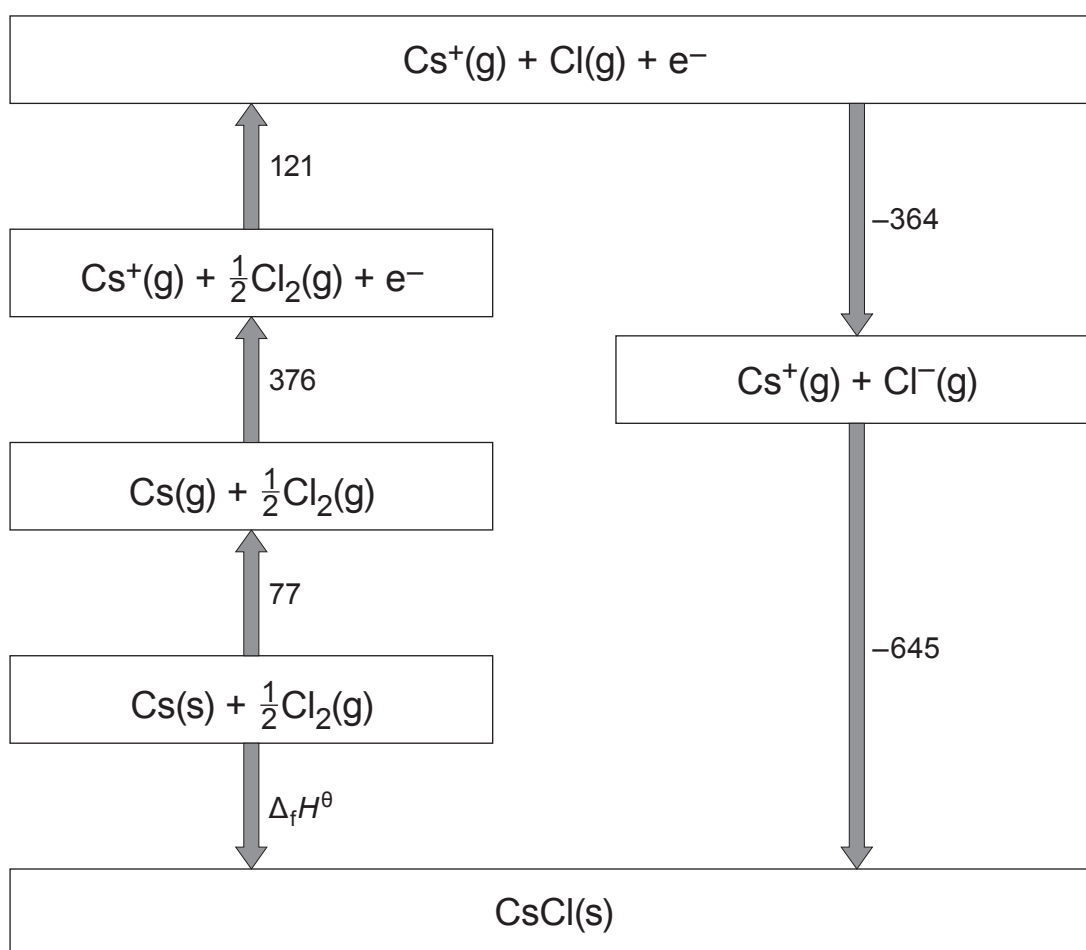 Cs⁺(g) + Cl(g) + e⁻
121
–364
Cs⁺(g) + ½Cl₂(g) + e⁻
376
Cs⁺(g) + Cl⁻(g)
Cs(g) + ½Cl₂(g)
77
–645
Cs(s) + ½Cl₂(g)
ΔfHθ
CsCl(s)